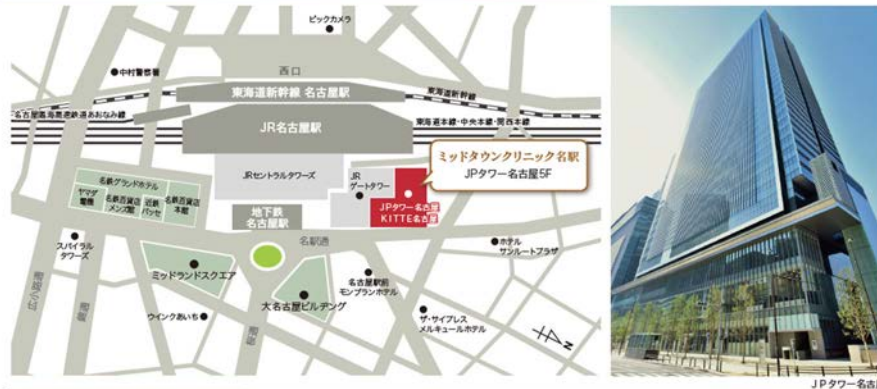 ビックカメラ
中村警察署
西口
東海道新幹線 名古屋駅
東海道新幹線
名古屋臨海高速鉄道あおなみ線
JR名古屋駅
東海道本線・中央本線・関西本線
ミッドタウンクリニック名駅
JPタワー名古屋5F
JRセントラルタワーズ
JR
ゲートタワー
名鉄グランドホテル
ヤマダ
電機
名鉄百貨店
メンズ館
近鉄
パッセ
名鉄百貨店
本館
地下鉄
名古屋駅
JPタワー名古屋
KITTE名古屋
名駅通
スパイラル
タワーズ
ホテル
サンルートプラザ
ミッドランドスクエア
名古屋駅前
モンブランホテル
大名古屋ビルヂング
広小路通
錦通
ウインクあいち
桜通
ザ・サイプレス
メルキュールホテル
N
JPタワー名古